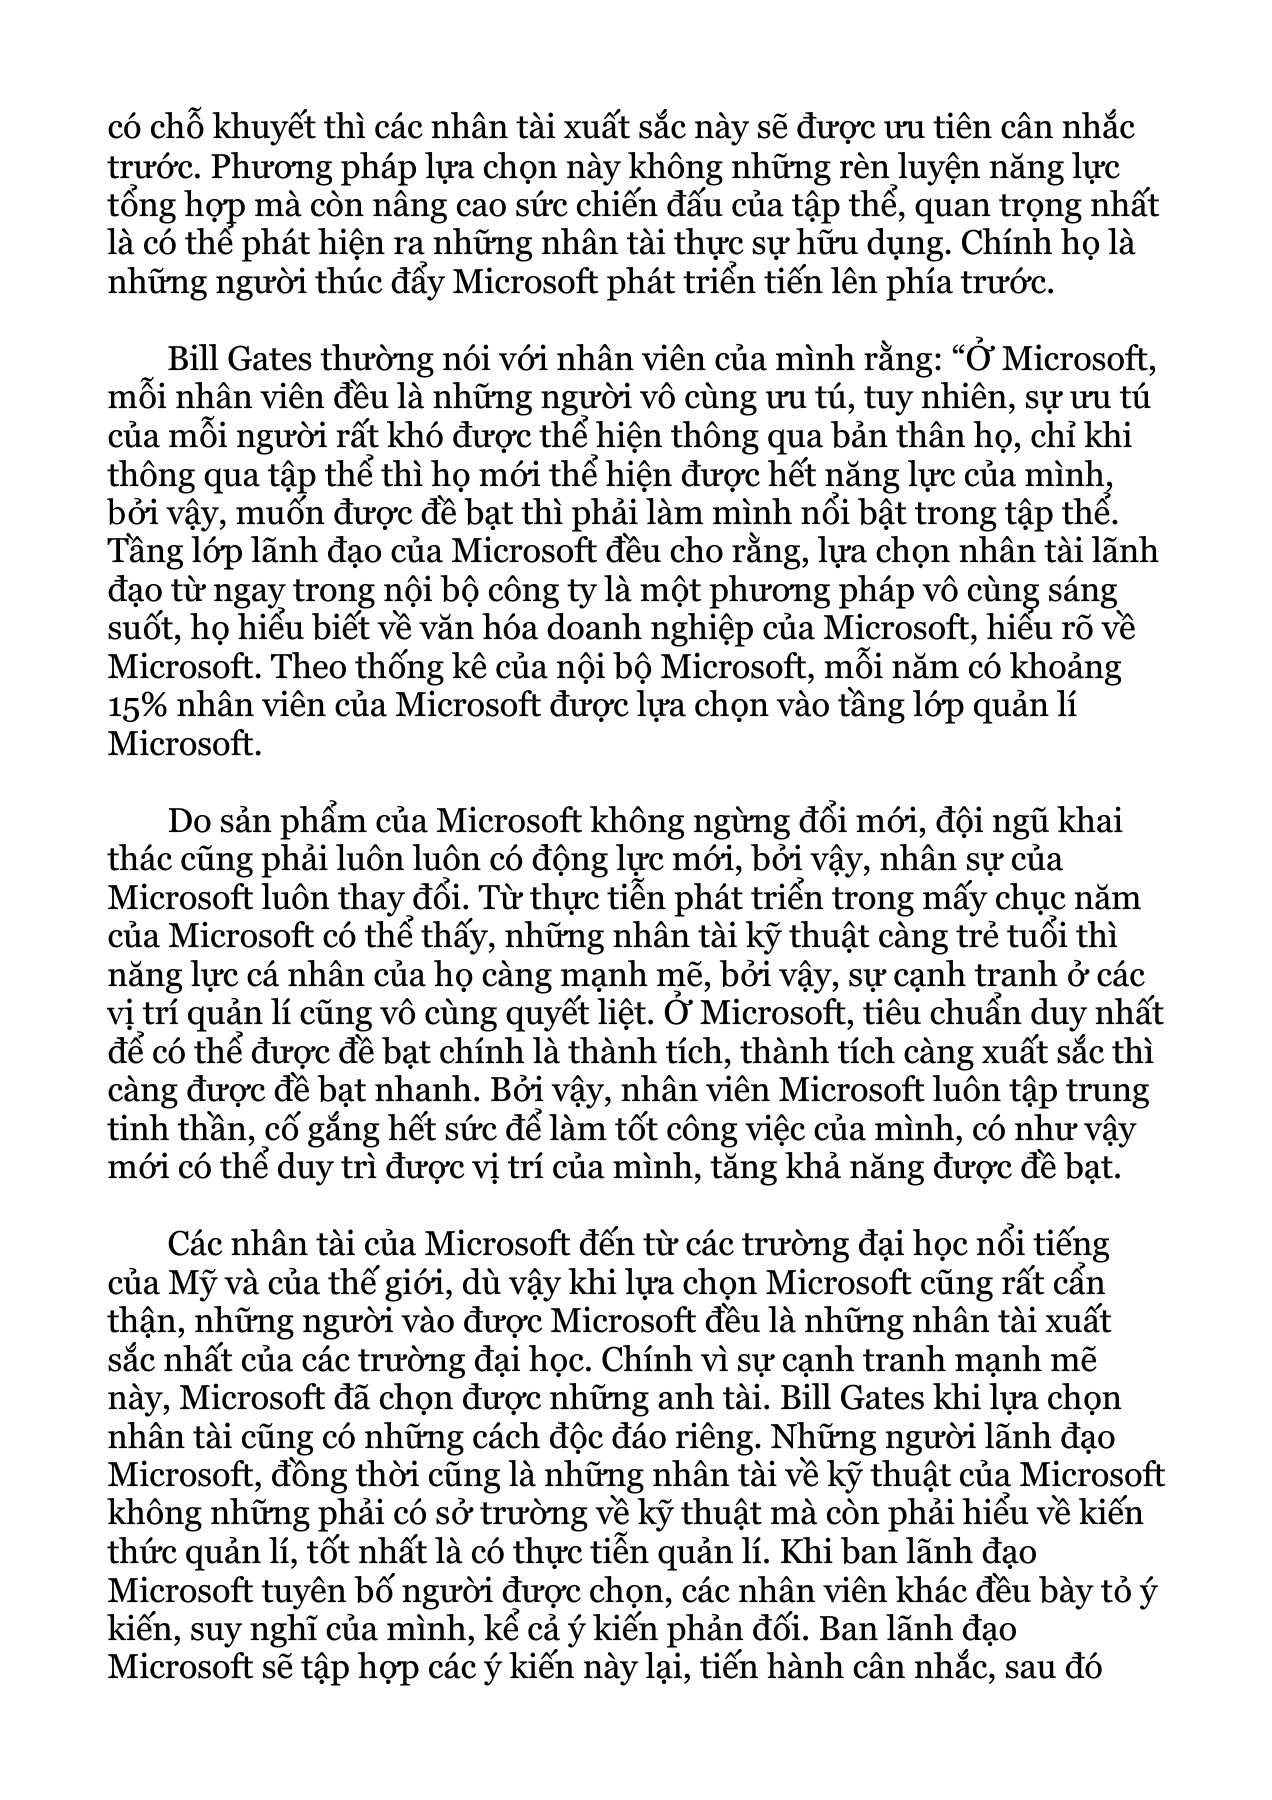 có chỗ khuyết thì các nhân tài xuất sắc này sẽ được ưu tiên cân nhắc
trước. Phương pháp lựa chọn này không những rèn luyện năng lực
tổng hợp mà còn nâng cao sức chiến đấu của tập thể, quan trọng nhất
là có thể phát hiện ra những nhân tài thực sự hữu dụng. Chính họ là
những người thúc đẩy Microsoft phát triển tiến lên phía trước.
Bill Gates thường nói với nhân viên của mình rằng: “Ở Microsoft,
mỗi nhân viên đều là những người vô cùng ưu tú, tuy nhiên, sự ưu tú
của mỗi người rất khó được thể hiện thông qua bản thân họ, chỉ khi
thông qua tập thể thì họ mới thể hiện được hết năng lực của mình,
bởi vậy, muốn được đề bạt thì phải làm mình nổi bật trong tập thể.
Tầng lớp lãnh đạo của Microsoft đều cho rằng, lựa chọn nhân tài lãnh
đạo từ ngay trong nội bộ công ty là một phương pháp vô cùng sáng
suốt, họ hiểu biết về văn hóa doanh nghiệp của Microsoft, hiểu rõ về
Microsoft. Theo thống kê của nội bộ Microsoft, mỗi năm có khoảng
15% nhân viên của Microsoft được lựa chọn vào tầng lớp quản lí
Microsoft.
Do sản phẩm của Microsoft không ngừng đổi mới, đội ngũ khai
thác cũng phải luôn luôn có động lực mới, bởi vậy, nhân sự của
Microsoft luôn thay đổi. Từ thực tiễn phát triển trong mấy chục năm
của Microsoft có thể thấy, những nhân tài kỹ thuật càng trẻ tuổi thì
năng lực cá nhân của họ càng mạnh mẽ, bởi vậy, sự cạnh tranh ở các
vị trí quản lí cũng vô cùng quyết liệt. Ở Microsoft, tiêu chuẩn duy nhất
để có thể được đề bạt chính là thành tích, thành tích càng xuất sắc thì
càng được đề bạt nhanh. Bởi vậy, nhân viên Microsoft luôn tập trung
tinh thần, cố gắng hết sức để làm tốt công việc của mình, có như vậy
mới có thể duy trì được vị trí của mình, tăng khả năng được đề bạt.
Các nhân tài của Microsoft đến từ các trường đại học nổi tiếng
của Mỹ và của thế giới, dù vậy khi lựa chọn Microsoft cũng rất cẩn
thận, những người vào được Microsoft đều là những nhân tài xuất
sắc nhất của các trường đại học. Chính vì sự cạnh tranh mạnh mẽ
này, Microsoft đã chọn được những anh tài. Bill Gates khi lựa chọn
nhân tài cũng có những cách độc đáo riêng. Những người lãnh đạo
Microsoft, đồng thời cũng là những nhân tài về kỹ thuật của Microsoft
không những phải có sở trường về kỹ thuật mà còn phải hiểu về kiến
thức quản lí, tốt nhất là có thực tiễn quản lí. Khi ban lãnh đạo
Microsoft tuyên bố người được chọn, các nhân viên khác đều bày tỏ ý
kiến, suy nghĩ của mình, kể cả ý kiến phản đối. Ban lãnh đạo
Microsoft sẽ tập hợp các ý kiến này lại, tiến hành cân nhắc, sau đó